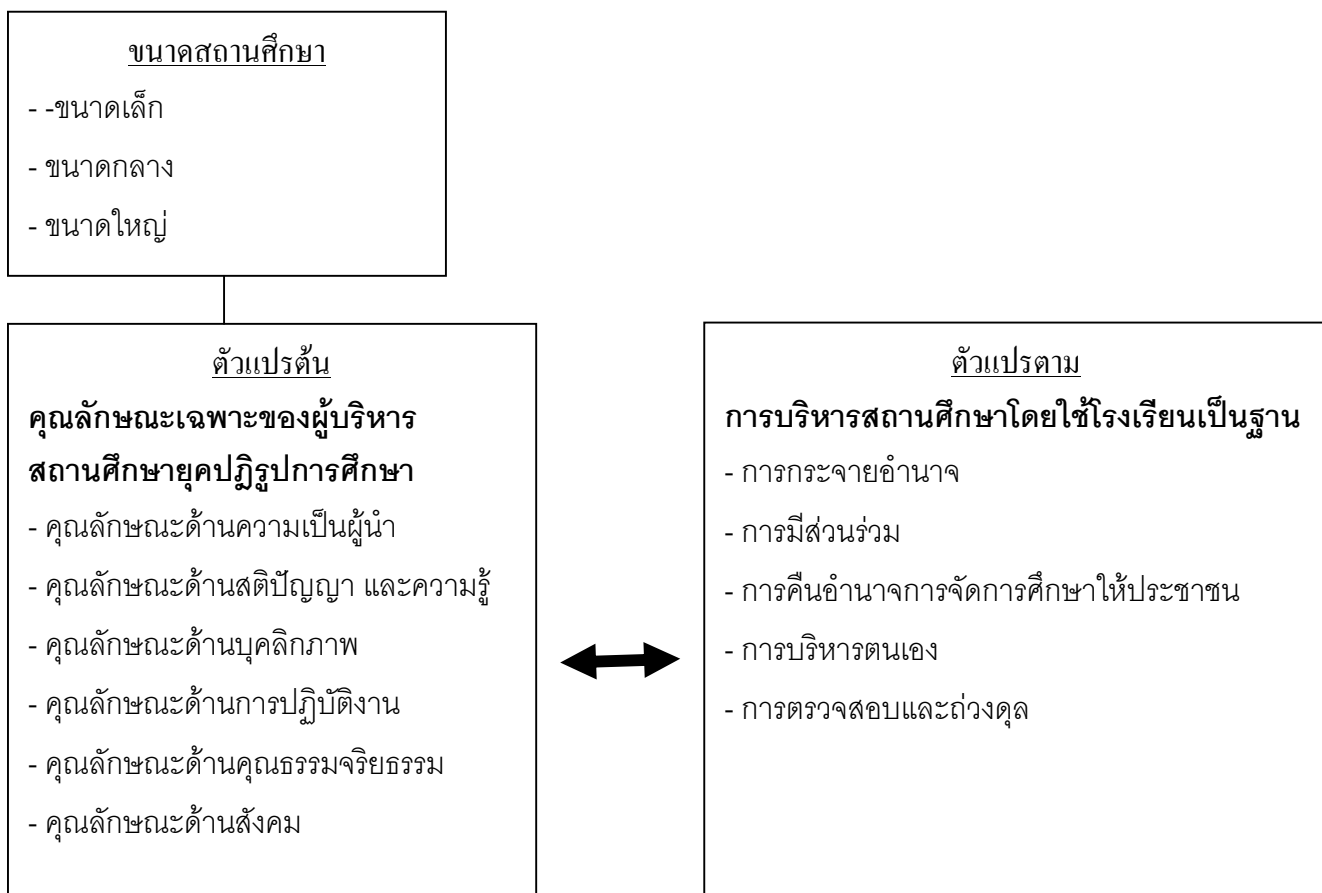 ขนาดสถานศึกษา
- -ขนาดเล็ก
- ขนาดกลาง
- ขนาดใหญ่
ตัวแปรต้น
คุณลักษณะเฉพาะของผู้บริหาร
สถานศึกษายุคปฎิรูปการศึกษา
- คุณลักษณะด้านความเป็นผู้นำ
- คุณลักษณะด้านสติปัญญา และความรู้
- คุณลักษณะด้านบุคลิกภาพ
- คุณลักษณะด้านการปฏิบัติงาน
- คุณลักษณะด้านคุณธรรมจริยธรรม
- คุณลักษณะด้านสังคม
ตัวแปรตาม
การบริหารสถานศึกษาโดยใช้โรงเรียนเป็นฐาน
- การกระจายอำนาจ
- การมีส่วนร่วม
- การคืนอำนาจการจัดการศึกษาให้ประชาชน
- การบริหารตนเอง
- การตรวจสอบและถ่วงดุล